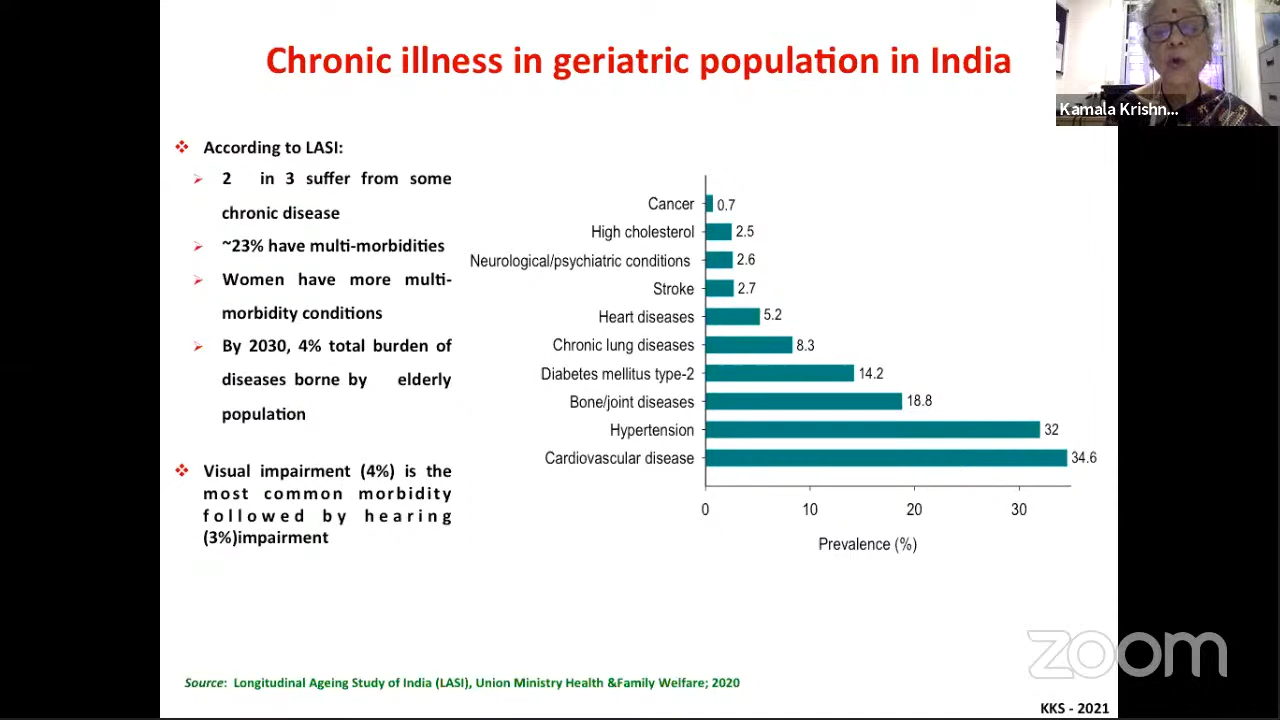 Chronic illness in geriatric population in India
Kamala Krishn...
❖ According to LASI:
➢ 2 in 3 suffer from some
chronic disease
➢ ~23% have multi-morbidities
➢ Women have more multi-
morbidity conditions
➢ By 2030, 4% total burden of
diseases borne by elderly
population
❖ Visual impairment (4%) is the
most common morbidity
followed by hearing
(3%)impairment
Cancer 0.7
High cholesterol 2.5
Neurological/psychiatric conditions 2.6
Stroke 2.7
Heart diseases 5.2
Chronic lung diseases 8.3
Diabetes mellitus type-2 14.2
Bone/joint diseases 18.8
Hypertension 32
Cardiovascular disease 34.6
0 10 20 30
Prevalence (%)
zoom
Source: Longitudinal Ageing Study of India (LASI), Union Ministry Health &Family Welfare; 2020
KKS - 2021